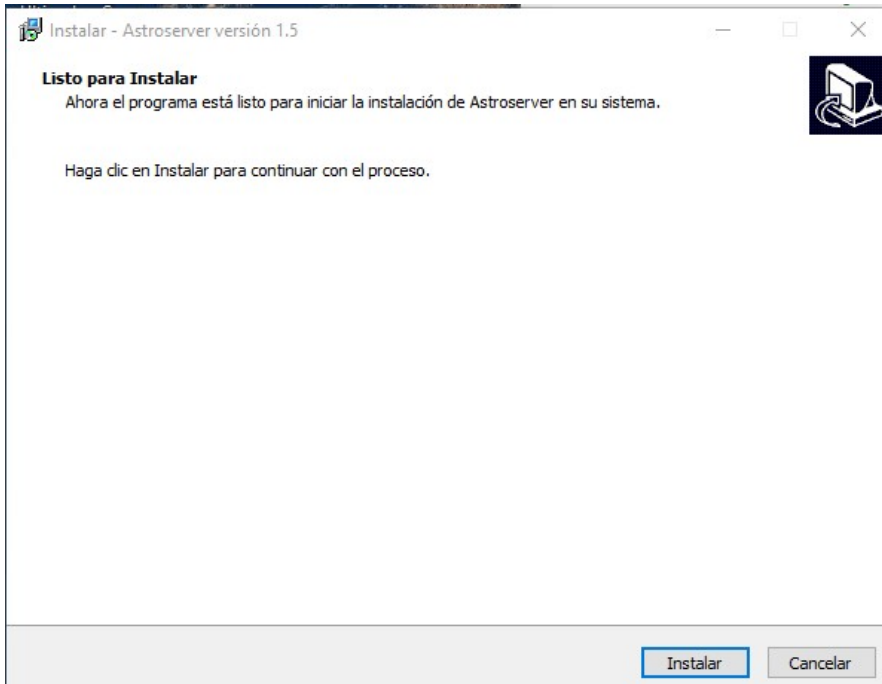 Instalar - Astroserver versión 1.5
Listo para Instalar
Ahora el programa está listo para iniciar la instalación de Astroserver en su sistema.
Haga clic en Instalar para continuar con el proceso.
Instalar
Cancelar